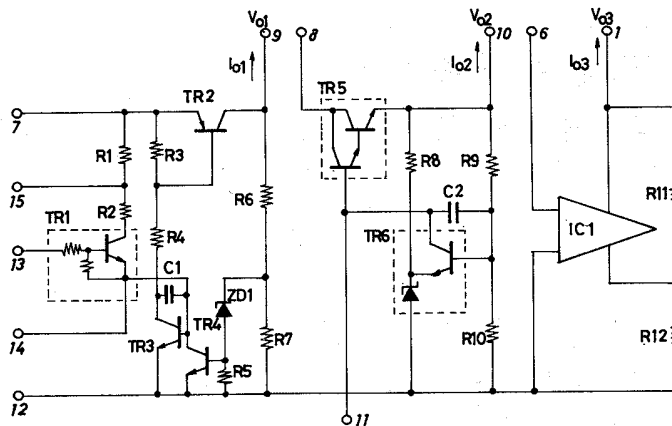 Vo1
Vo2
Vo3
9
8
10
6
1
Io1
Io2
Io3
TR2
TR5
7
R1
R3
R8
R9
R11
15
R2
R6
C2
TR1
IC1
13
R4
TR6
C1
ZD1
TR4
14
TR3
R5
R7
R10
R12
12
11